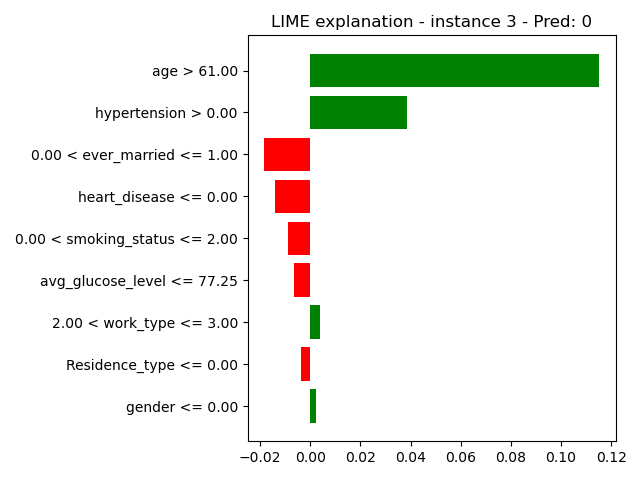 LIME explanation - instance 3 - Pred: 0
age > 61.00
hypertension > 0.00
0.00 < ever_married <= 1.00
heart_disease <= 0.00
0.00 < smoking_status <= 2.00
avg_glucose_level <= 77.25
2.00 < work_type <= 3.00
Residence_type <= 0.00
gender <= 0.00
−0.02 0.00 0.02 0.04 0.06 0.08 0.10 0.12